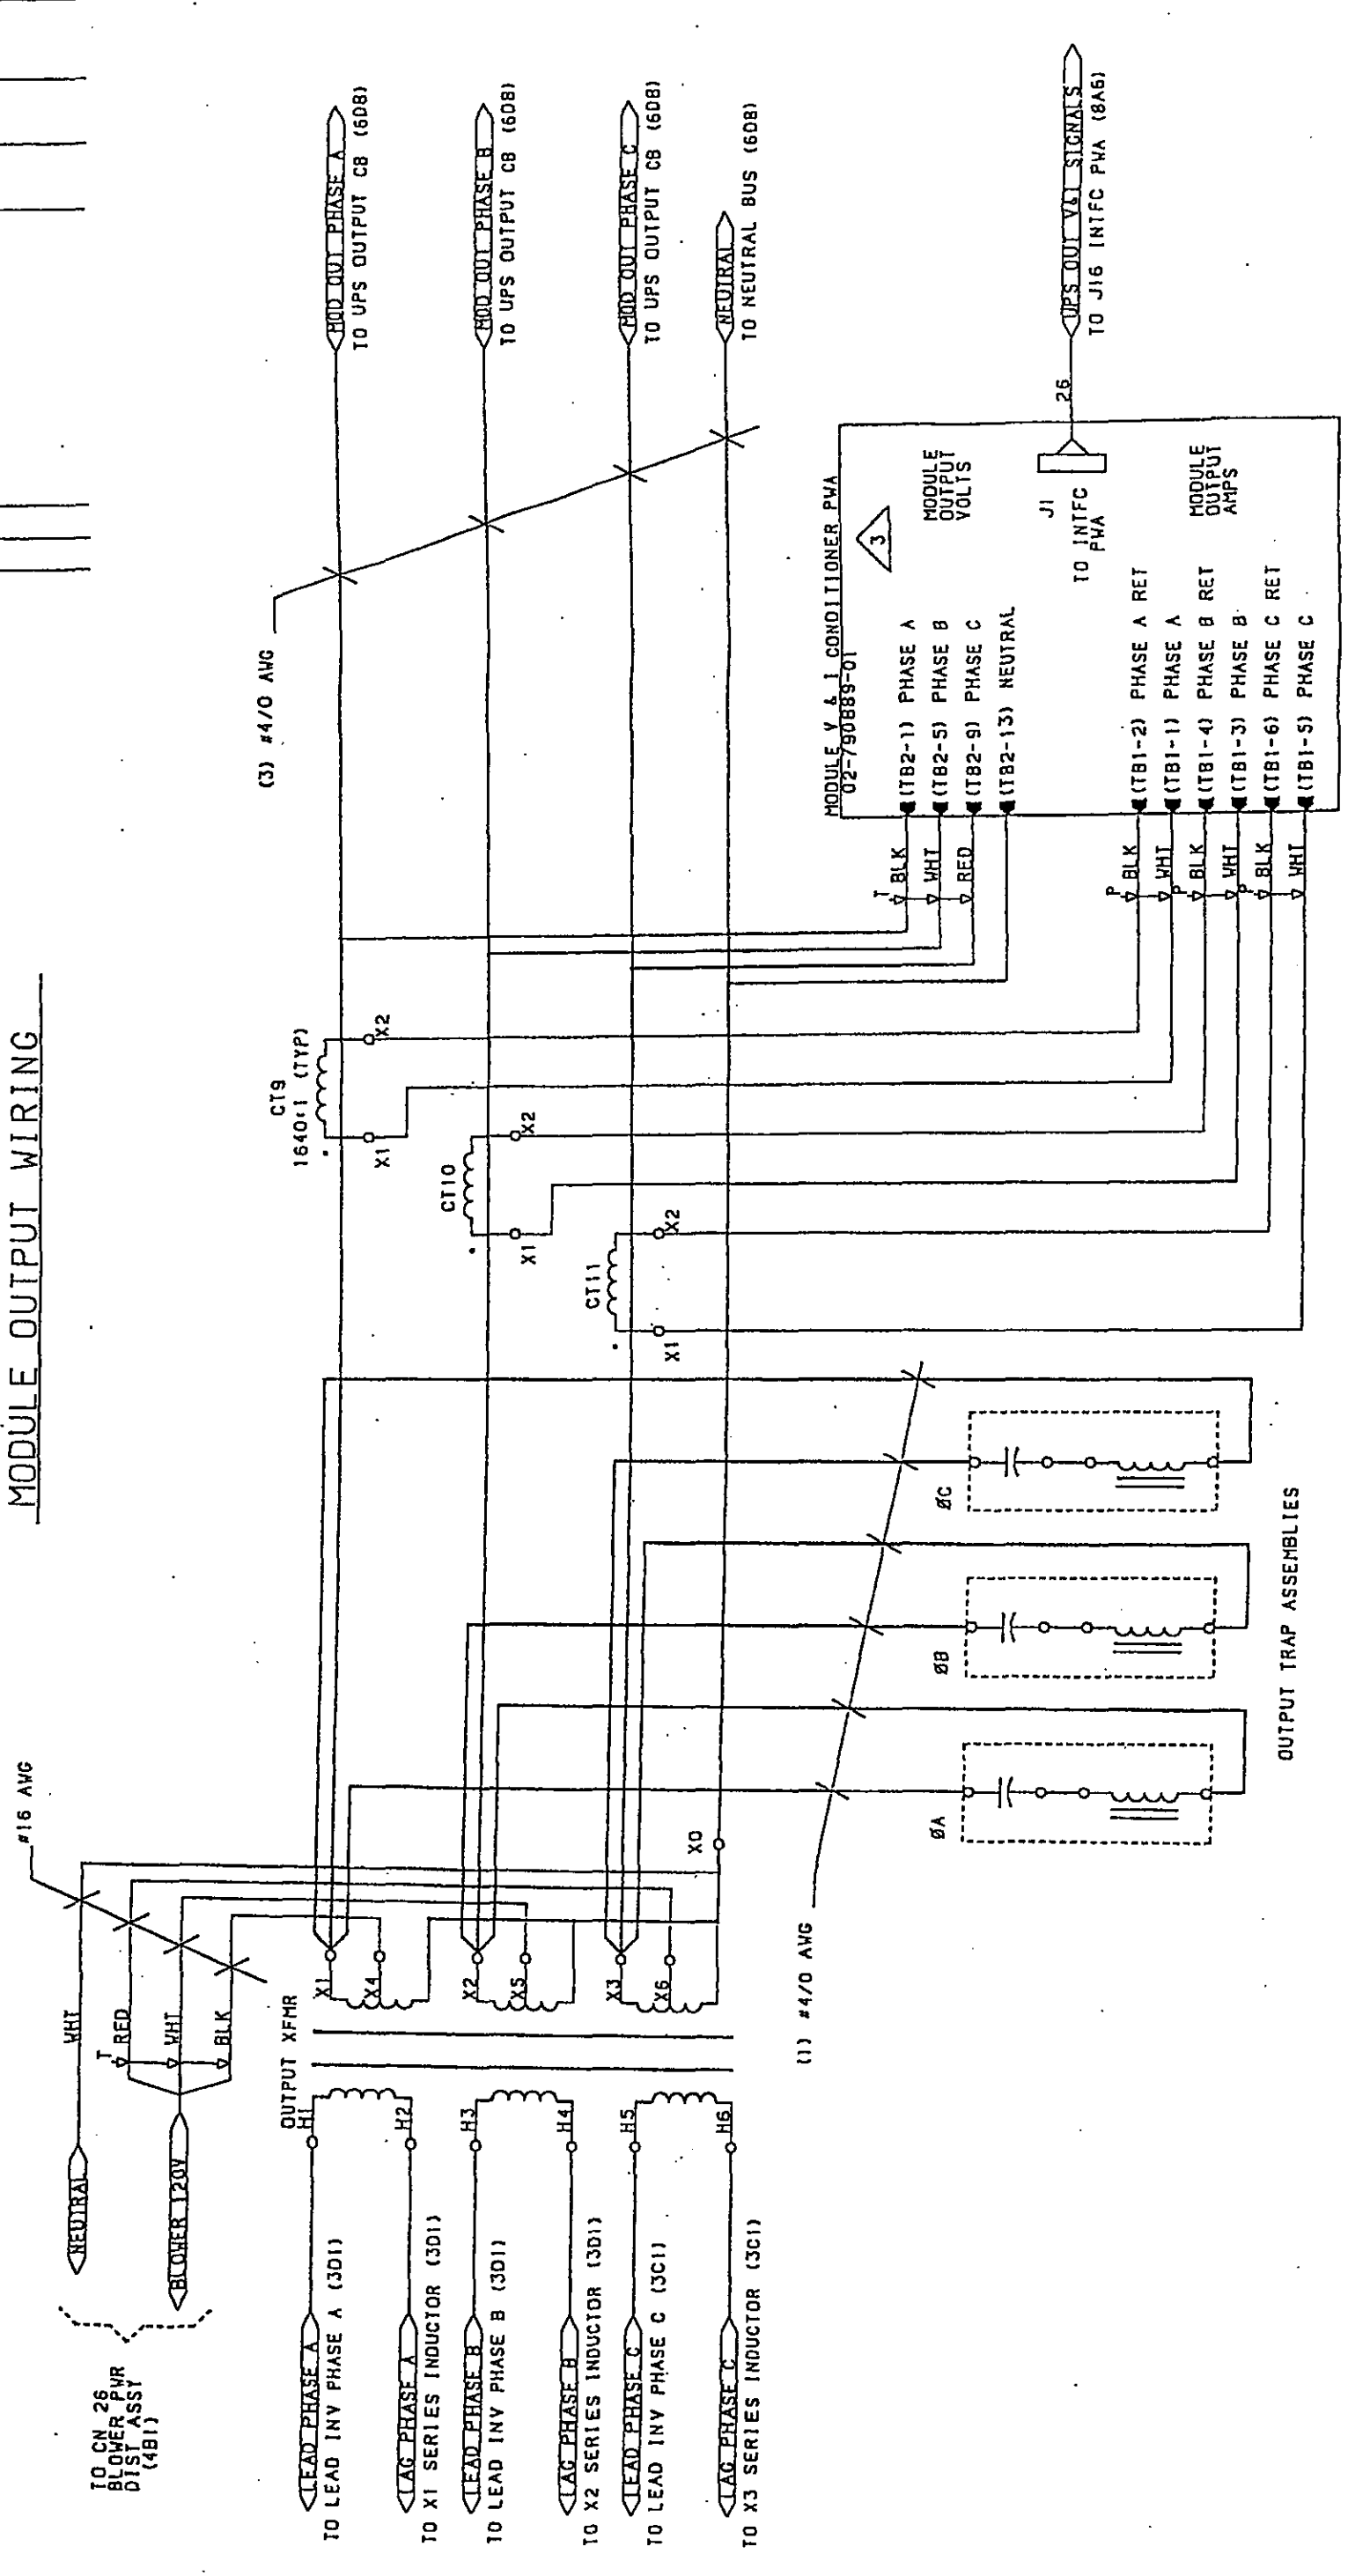 MODULE OUTPUT WIRING
#16 AWG
TO CN 26
BLOWER PWR
DIST ASSY
(4B1)
NEUTRAL
BLOWER 120V
WHT
T
RED
WHT
BLK
OUTPUT XFMR
H1
H2
H3
H4
H5
H6
X1
X4
X2
X5
X3
X6
X0
LEAD PHASE A
TO LEAD INV PHASE A (3D1)
LAG PHASE A
TO X1 SERIES INDUCTOR (3D1)
LEAD PHASE B
TO LEAD INV PHASE B (3D1)
LAG PHASE B
TO X2 SERIES INDUCTOR (3D1)
LEAD PHASE C
TO LEAD INV PHASE C (3C1)
LAG PHASE C
TO X3 SERIES INDUCTOR (3C1)
(1) #4/0 AWG
ØA
ØB
ØC
OUTPUT TRAP ASSEMBLIES
CT9
1640:1 (TYP)
X1
X2
CT10
X1
X2
CT11
X1
X2
(3) #4/0 AWG
MOD OUT PHASE A
TO UPS OUTPUT CB (6D8)
MOD OUT PHASE B
TO UPS OUTPUT CB (6D8)
MOD OUT PHASE C
TO UPS OUTPUT CB (6D8)
NEUTRAL
TO NEUTRAL BUS (6D8)
MODULE V & I CONDITIONER PWA
02-790889-01
3
T
BLK
WHT
RED
(TB2-1) PHASE A
(TB2-5) PHASE B
(TB2-9) PHASE C
(TB2-13) NEUTRAL
MODULE
OUTPUT
VOLTS
J1
TO INTFC
PWA
26
UPS OUT V&I SIGNALS
TO J16 INTFC PWA (8A6)
P
BLK
WHT
P
BLK
WHT
P
BLK
WHT
(TB1-2) PHASE A RET
(TB1-1) PHASE A
(TB1-4) PHASE B RET
(TB1-3) PHASE B
(TB1-6) PHASE C RET
(TB1-5) PHASE C
MODULE
OUTPUT
AMPS